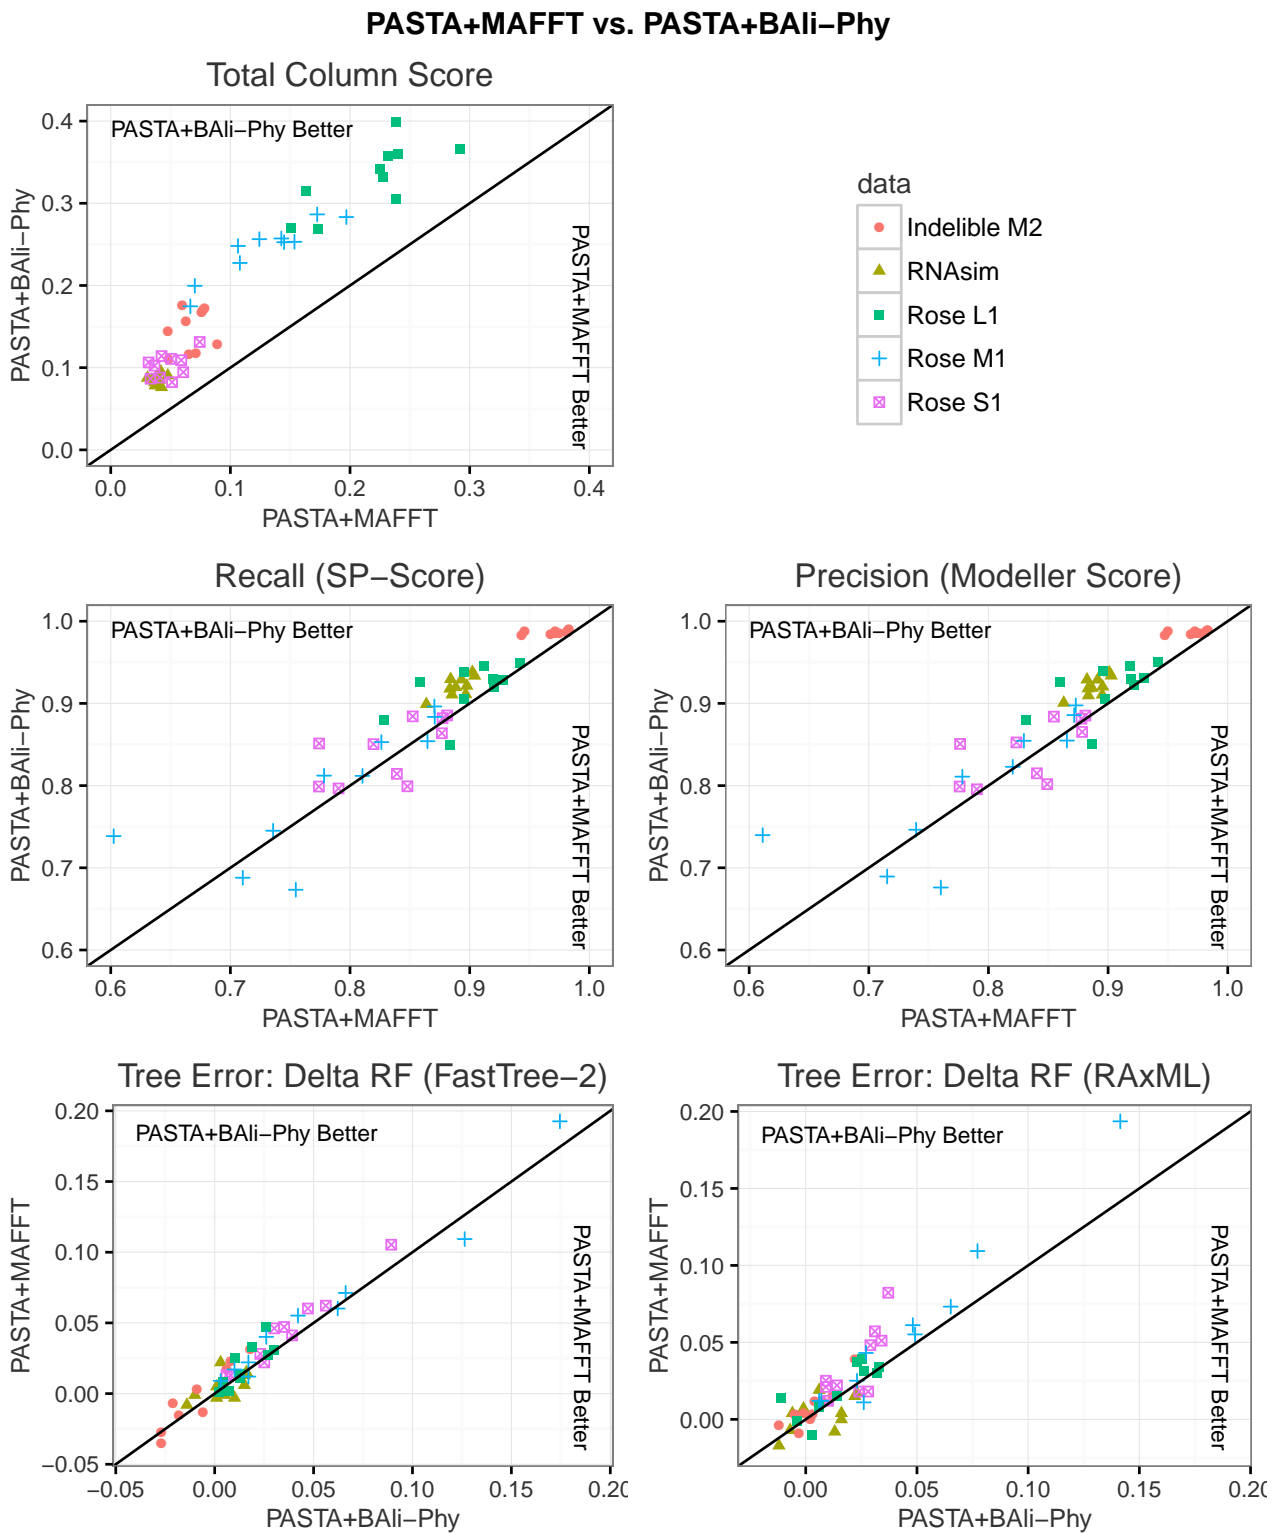 PASTA+MAFFT vs. PASTA+BAli−Phy
Total Column Score
PASTA+BAli−Phy Better
PASTA+MAFFT Better
0.4
0.3
0.2
0.1
0.0
PASTA+BAli−Phy
0.0 0.1 0.2 0.3 0.4
PASTA+MAFFT
data
Indelible M2
RNAsim
Rose L1
Rose M1
Rose S1
Recall (SP−Score)
PASTA+BAli−Phy Better
PASTA+MAFFT Better
1.0
0.9
0.8
0.7
0.6
PASTA+BAli−Phy
0.6 0.7 0.8 0.9 1.0
PASTA+MAFFT
Precision (Modeller Score)
PASTA+BAli−Phy Better
PASTA+MAFFT Better
1.0
0.9
0.8
0.7
0.6
PASTA+BAli−Phy
0.6 0.7 0.8 0.9 1.0
PASTA+MAFFT
Tree Error: Delta RF (FastTree−2)
PASTA+BAli−Phy Better
PASTA+MAFFT Better
0.20
0.15
0.10
0.05
0.00
−0.05
PASTA+MAFFT
−0.05 0.00 0.05 0.10 0.15 0.20
PASTA+BAli−Phy
Tree Error: Delta RF (RAxML)
PASTA+BAli−Phy Better
PASTA+MAFFT Better
0.20
0.15
0.10
0.05
0.00
PASTA+MAFFT
0.00 0.05 0.10 0.15 0.20
PASTA+BAli−Phy